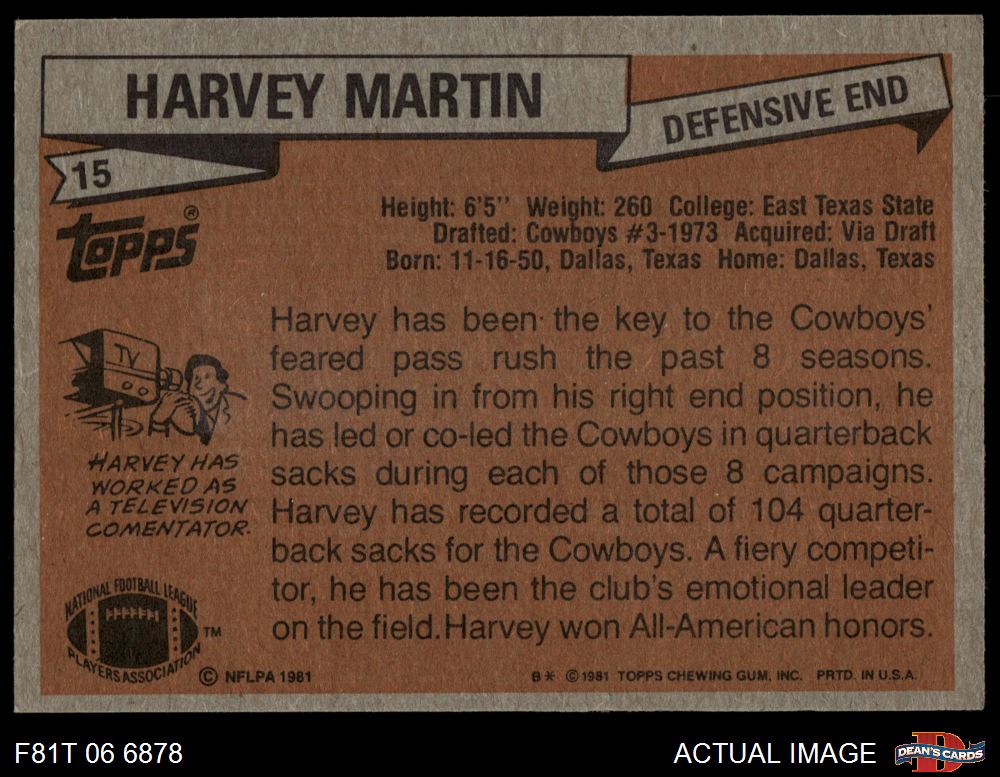 HARVEY MARTIN
DEFENSIVE END
15
Topps®
Height: 6'5" Weight: 260 College: East Texas State
Drafted: Cowboys #3-1973 Acquired: Via Draft
Born: 11-16-50, Dallas, Texas Home: Dallas, Texas
Harvey has been the key to the Cowboys'
feared pass rush the past 8 seasons.
Swooping in from his right end position, he
has led or co-led the Cowboys in quarterback
sacks during each of those 8 campaigns.
Harvey has recorded a total of 104 quarter-
back sacks for the Cowboys. A fiery competi-
tor, he has been the club's emotional leader
on the field. Harvey won All-American honors.
TV
HARVEY HAS
WORKED AS
A TELEVISION
COMENTATOR.
NATIONAL FOOTBALL LEAGUE
PLAYERS ASSOCIATION
TM
© NFLPA 1981
B* © 1981 TOPPS CHEWING GUM, INC. PRTD. IN U.S.A.
F81T 06 6878
ACTUAL IMAGE
D
DEAN'S CARDS